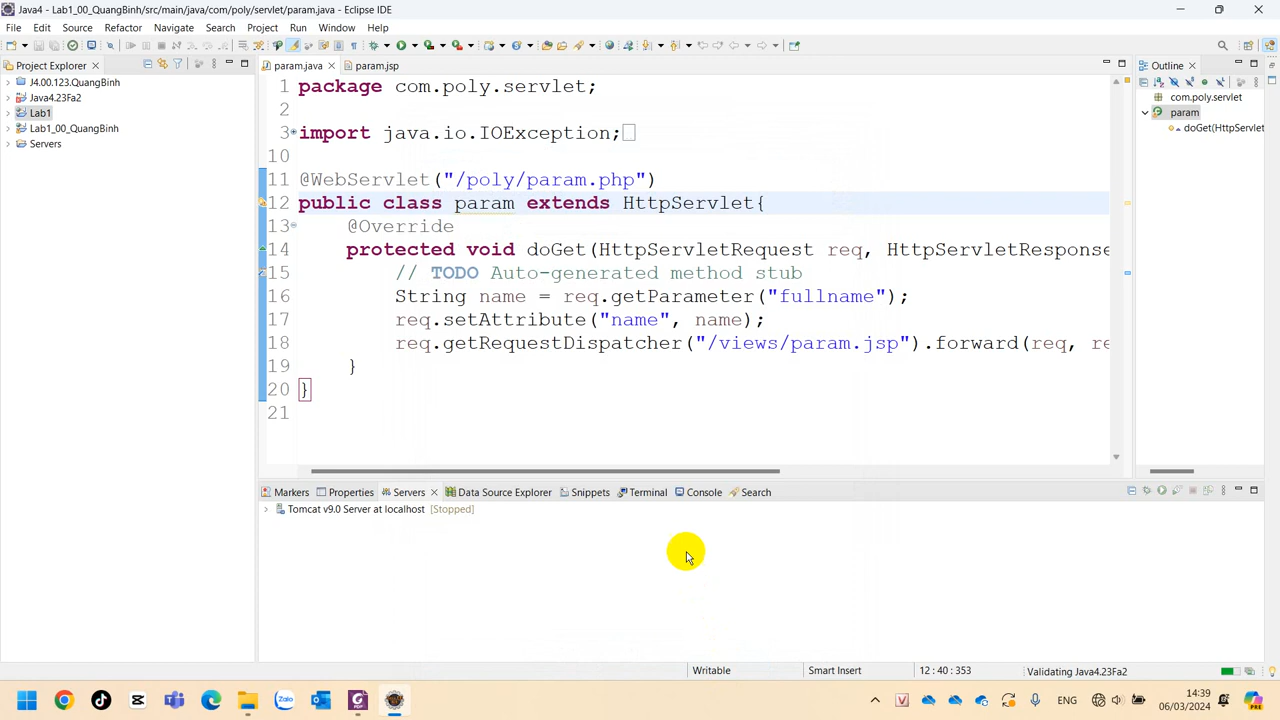 Java4 - Lab1_00_QuangBinh/src/main/java/com/poly/servlet/param.java - Eclipse IDE
File Edit Source Refactor Navigate Search Project Run Window Help
Project Explorer
param.java
param.jsp
Outline
J4.00.123.QuangBinh
Java4.23Fa2
Lab1
Lab1_00_QuangBinh
Servers
1 package com.poly.servlet;
2
3 import java.io.IOException;
10
11 @WebServlet("/poly/param.php")
12 public class param extends HttpServlet{
13 @Override
14 protected void doGet(HttpServletRequest req, HttpServletResponse
15 // TODO Auto-generated method stub
16 String name = req.getParameter("fullname");
17 req.setAttribute("name", name);
18 req.getRequestDispatcher("/views/param.jsp").forward(req, re
19 }
20 }
21
com.poly.servlet
param
doGet(HttpServlet
Markers Properties Servers Data Source Explorer Snippets Terminal Console Search
Tomcat v9.0 Server at localhost [Stopped]
Writable Smart Insert 12 : 40 : 353 Validating Java4.23Fa2
Zalo
ENG
14:39
06/03/2024
PRE